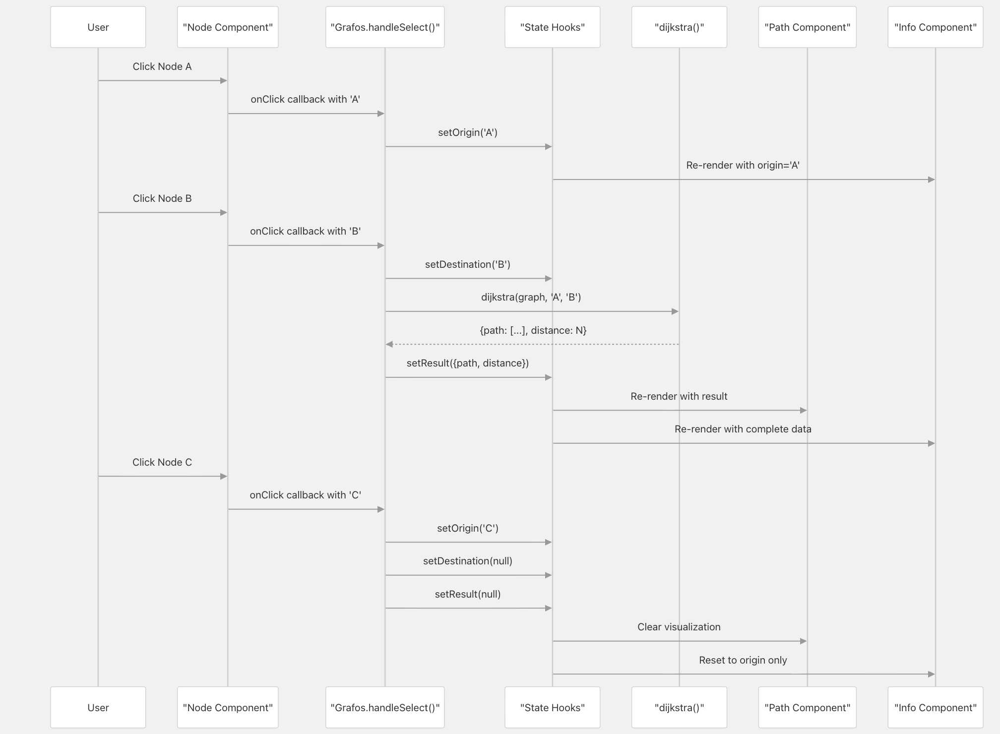 User
"Node Component"
"Grafos.handleSelect()"
"State Hooks"
"dijkstra()"
"Path Component"
"Info Component"
Click Node A
onClick callback with 'A'
setOrigin('A')
Re-render with origin='A'
Click Node B
onClick callback with 'B'
setDestination('B')
dijkstra(graph, 'A', 'B')
{path: [...], distance: N}
setResult({path, distance})
Re-render with result
Re-render with complete data
Click Node C
onClick callback with 'C'
setOrigin('C')
setDestination(null)
setResult(null)
Clear visualization
Reset to origin only
User
"Node Component"
"Grafos.handleSelect()"
"State Hooks"
"dijkstra()"
"Path Component"
"Info Component"